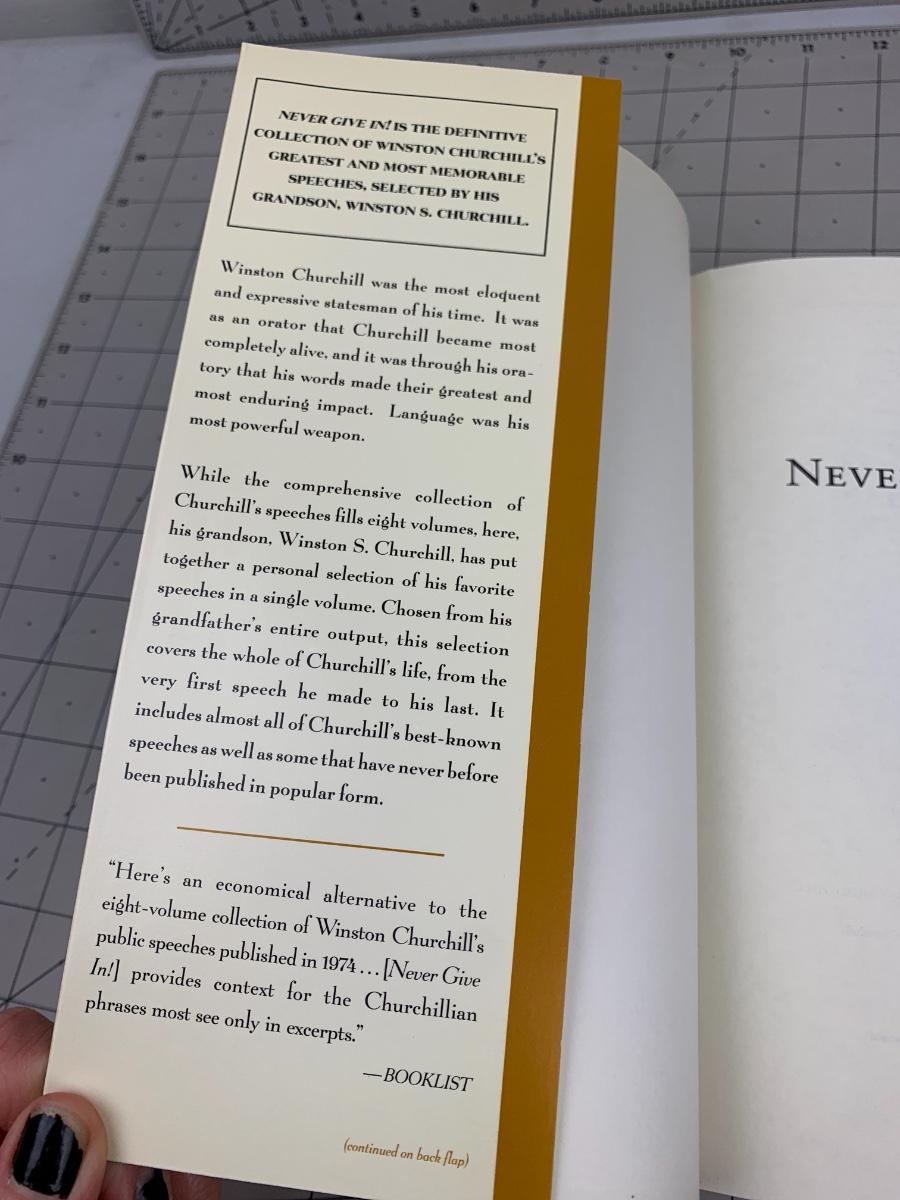 NEVER GIVE IN! IS THE DEFINITIVE
COLLECTION OF WINSTON CHURCHILL'S
GREATEST AND MOST MEMORABLE
SPEECHES, SELECTED BY HIS
GRANDSON, WINSTON S. CHURCHILL.
Winston Churchill was the most eloquent
and expressive statesman of his time. It was
as an orator that Churchill became most
completely alive, and it was through his ora-
tory that his words made their greatest and
most enduring impact. Language was his
most powerful weapon.
While the comprehensive collection of
Churchill's speeches fills eight volumes, here,
his grandson, Winston S. Churchill, has put
together a personal selection of his favorite
speeches in a single volume. Chosen from his
grandfather's entire output, this selection
covers the whole of Churchill's life, from the
very first speech he made to his last. It
includes almost all of Churchill's best-known
speeches as well as some that have never before
been published in popular form.
"Here's an economical alternative to the
eight-volume collection of Winston Churchill's
public speeches published in 1974 . . . [Never Give
In!] provides context for the Churchillian
phrases most see only in excerpts."
—BOOKLIST
(continued on back flap)
NEVE
9
10
11
12
14
13
12
11
10